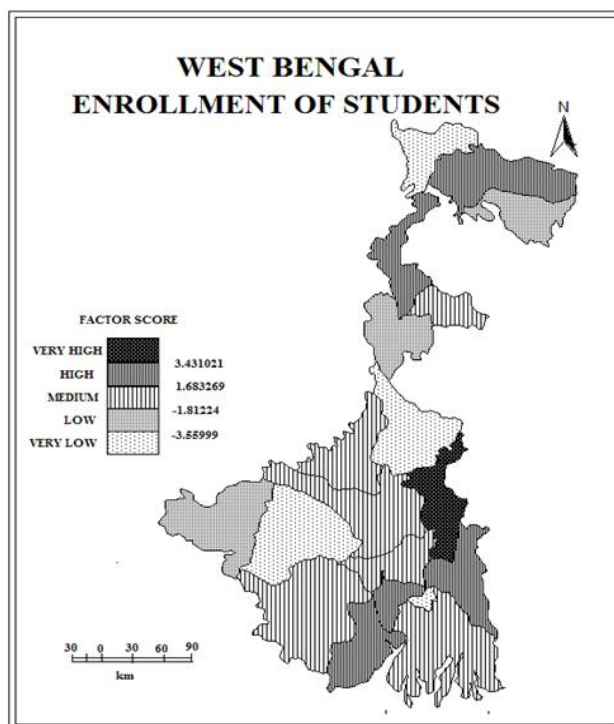 WEST BENGAL
ENROLLMENT OF STUDENTS
N
FACTOR SCORE
VERY HIGH
3.431021
HIGH
1.683269
MEDIUM
-1.81224
LOW
-3.55999
VERY LOW
30 0 30 60 90
km